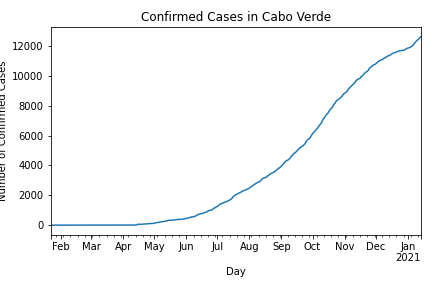 Confirmed Cases in Cabo Verde
Number of Confirmed Cases
12000
10000
8000
6000
4000
2000
0
Feb Mar Apr May Jun Jul Aug Sep Oct Nov Dec Jan
2021
Day